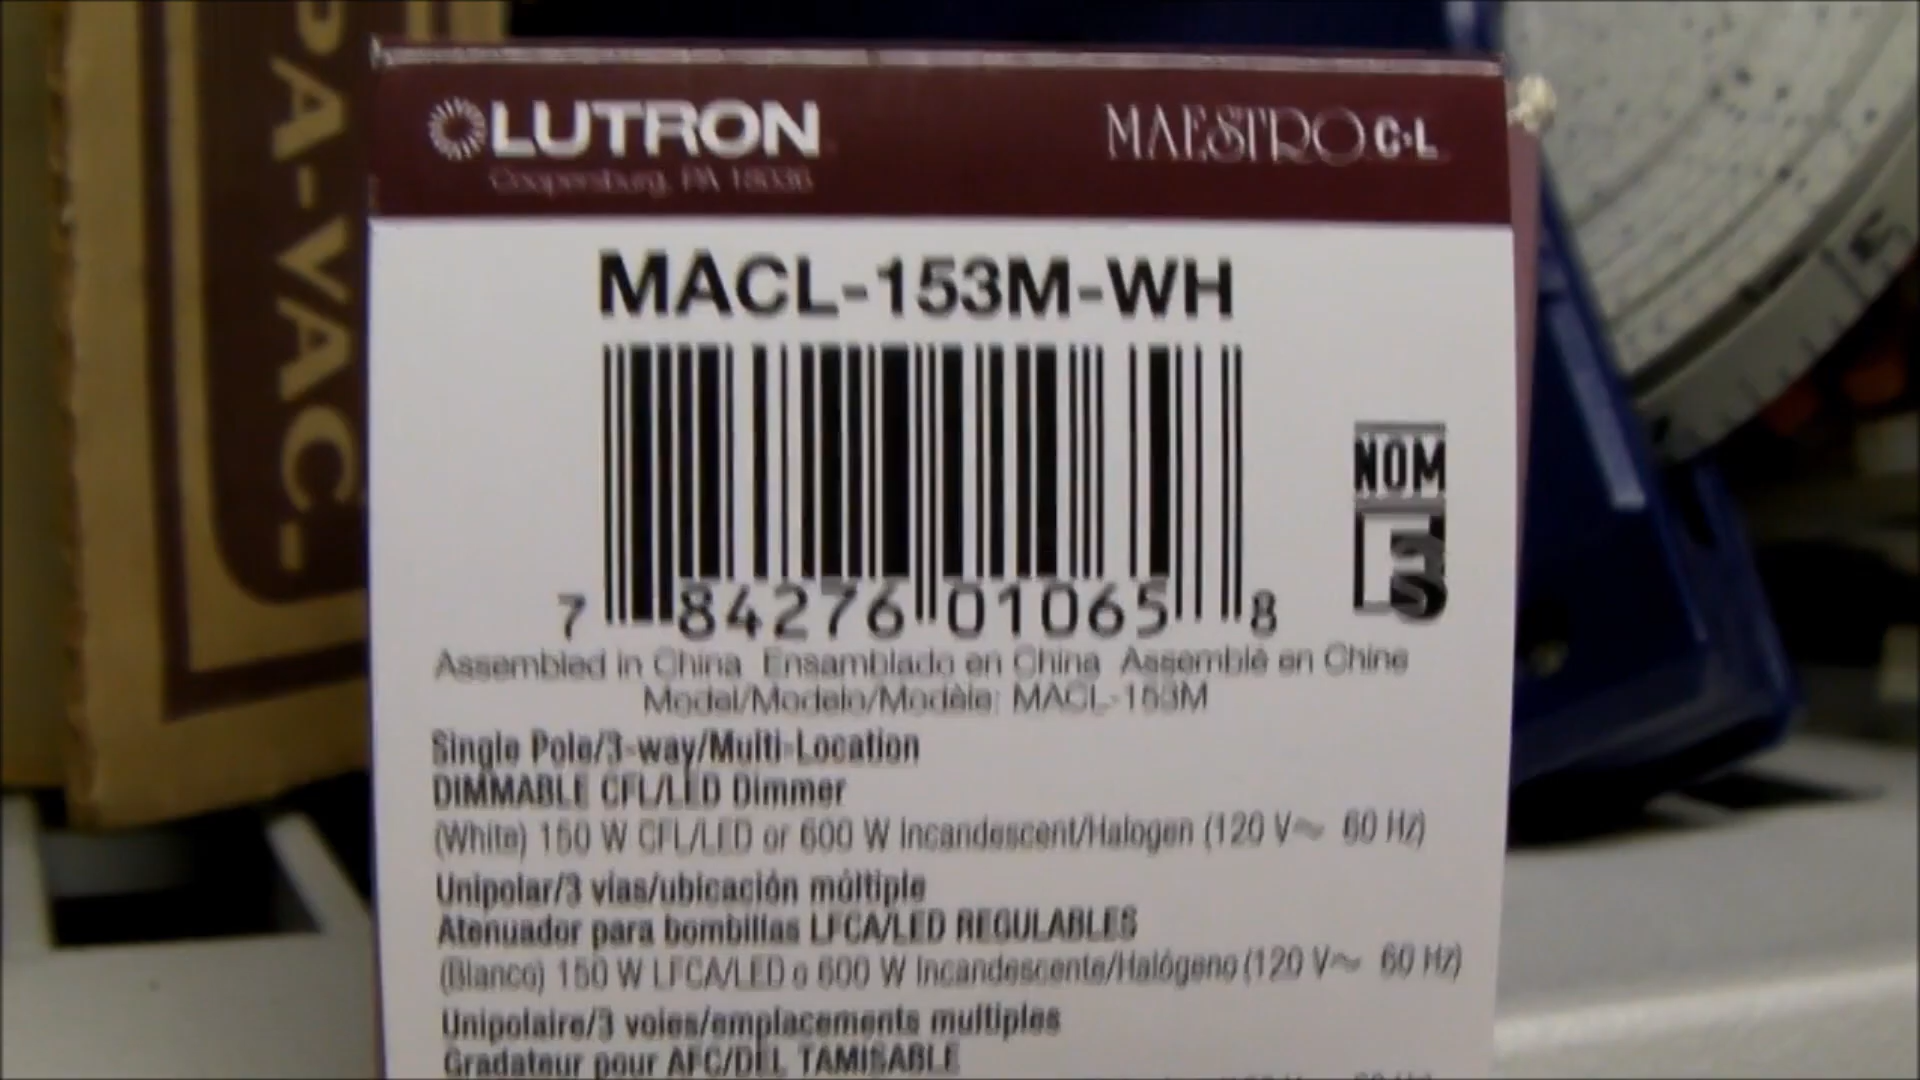 PA-VAC
LUTRON
MAESTRO C·L
Coopersburg, PA 18036
MACL-153M-WH
7 84276 01065 8
NOM
Assembled in China Ensamblado en China Assemblé en Chine
Model/Modelo/Modèle: MACL-153M
Single Pole/3-way/Multi-Location
DIMMABLE CFL/LED Dimmer
(White) 150 W CFL/LED or 600 W Incandescent/Halogen (120 V~ 60 Hz)
Unipolar/3 vías/ubicación múltiple
Atenuador para bombillas LFCA/LED REGULABLES
(Blanco) 150 W LFCA/LED o 600 W Incandescente/Halógeno (120 V~ 60 Hz)
Unipolaire/3 voies/emplacements multiples
Gradateur pour AFC/DEL TAMISABLE